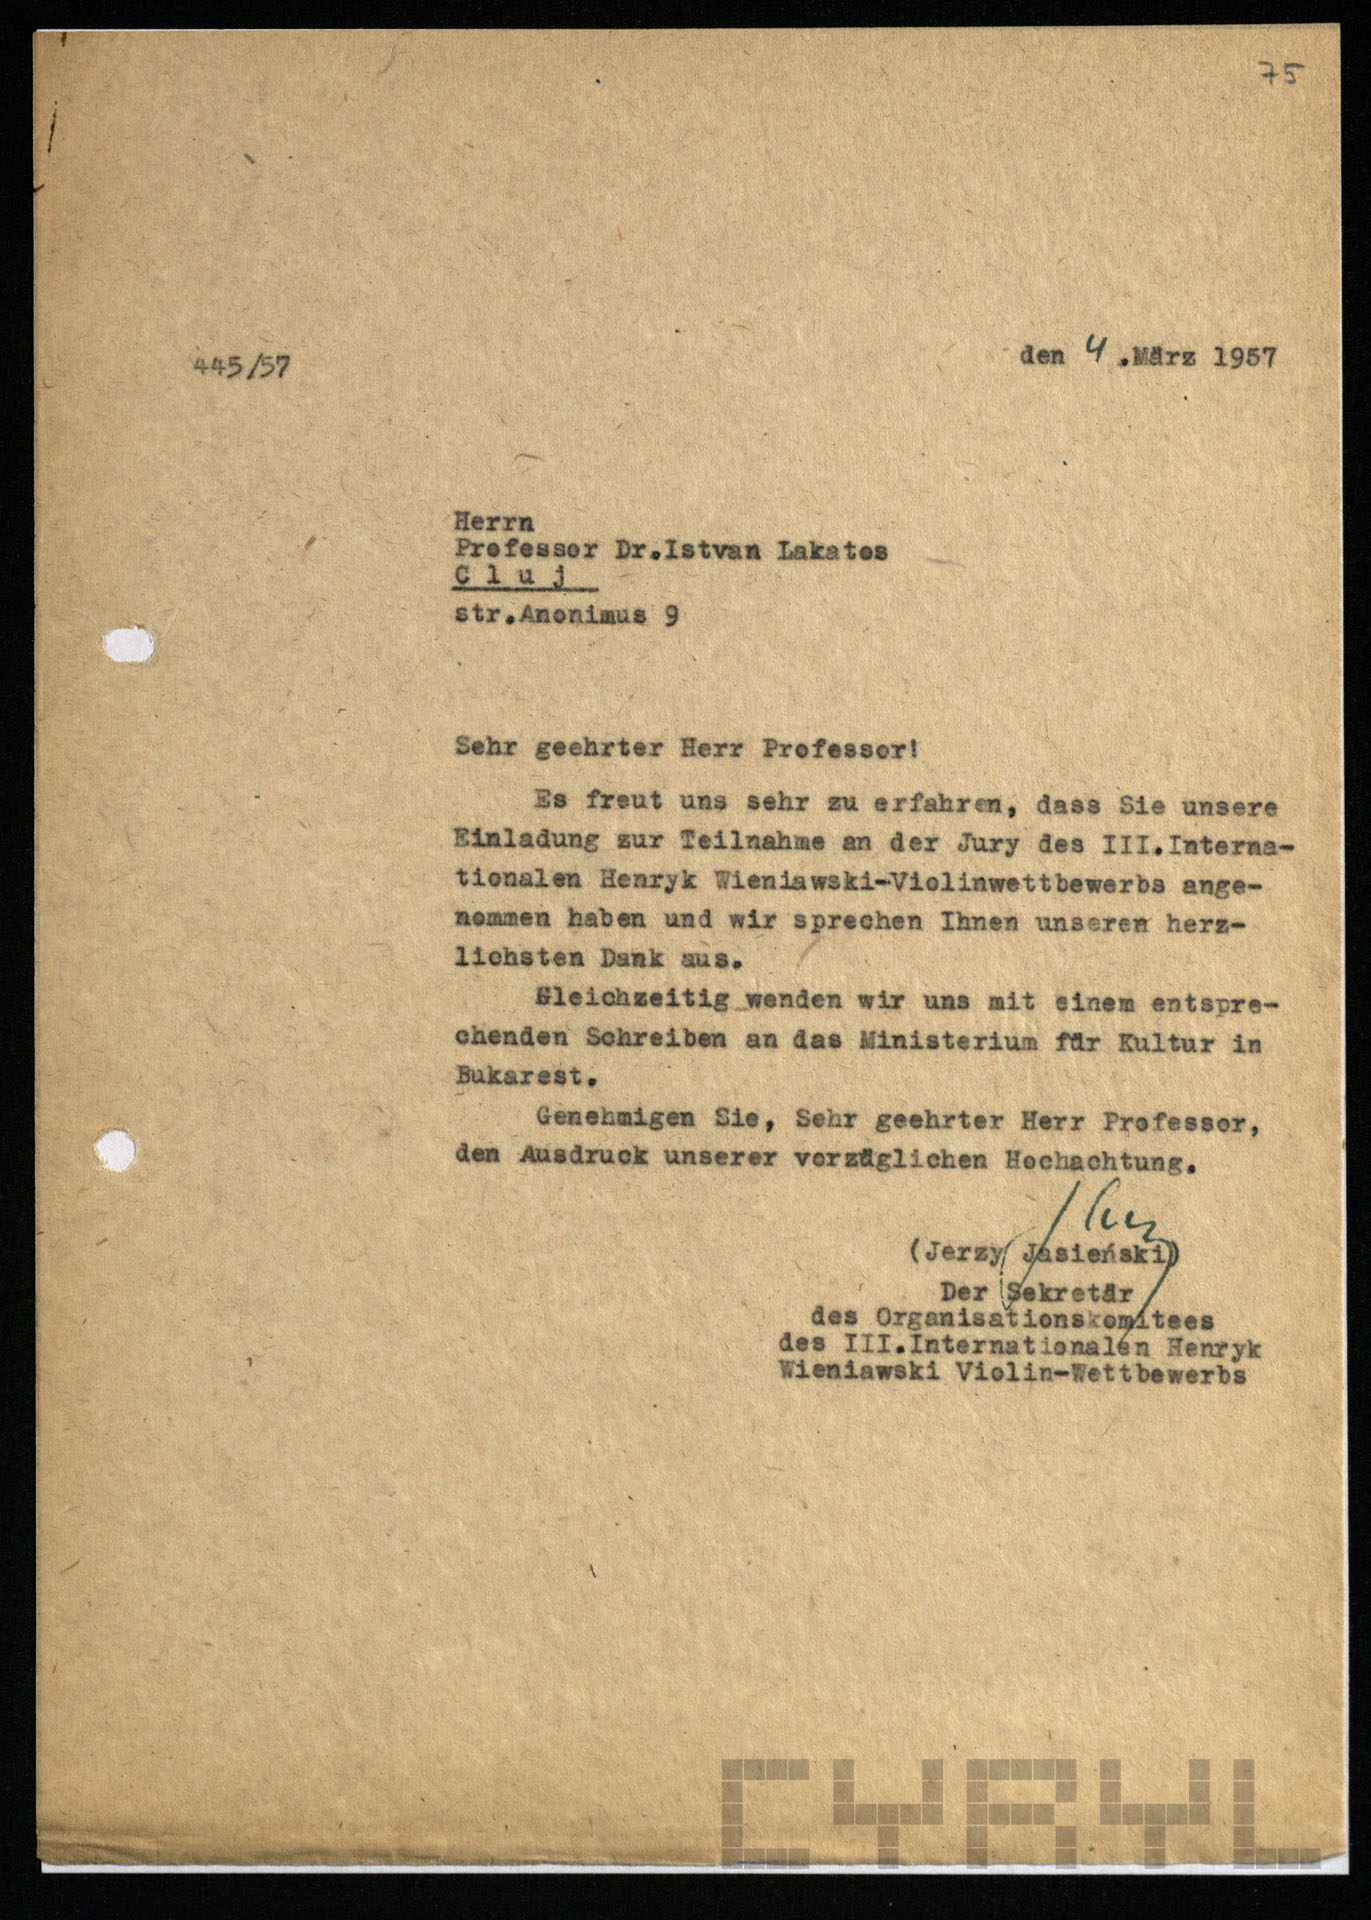 75
445/57
den 4.März 1957
Herrn
Professor Dr.Istvan Lakatos
C l u j
str.Anonimus 9
Sehr geehrter Herr Professor!
Es freut uns sehr zu erfahren, dass Sie unsere
Einladung zur Teilnahme an der Jury des III.Interna-
tionalen Henryk Wieniawski-Violinwettbewerbs ange-
nommen haben und wir sprechen Ihnen unseren herz-
lichsten Dank aus.
Gleichzeitig wenden wir uns mit einem entspre-
chenden Schreiben an das Ministerium für Kultur in
Bukarest.
Genehmigen Sie, Sehr geehrter Herr Professor,
den Ausdruck unserer vorzüglichen Hochachtung.
(Jerzy Jasieński)
Der Sekretär
des Organisationskomitees
des III.Internationalen Henryk
Wieniawski Violin-Wettbewerbs
CYRYL